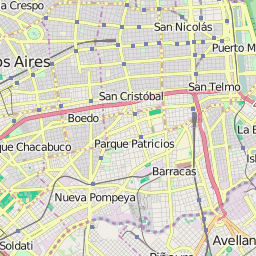 a Crespo
San Nicolás
Puerto M
os Aires
San Telmo
San Cristóbal
Boedo
La B
que Chacabuco
Parque Patricios
Isl
Barracas
Nueva Pompeya
Soldati
Avellan
Piñeyro